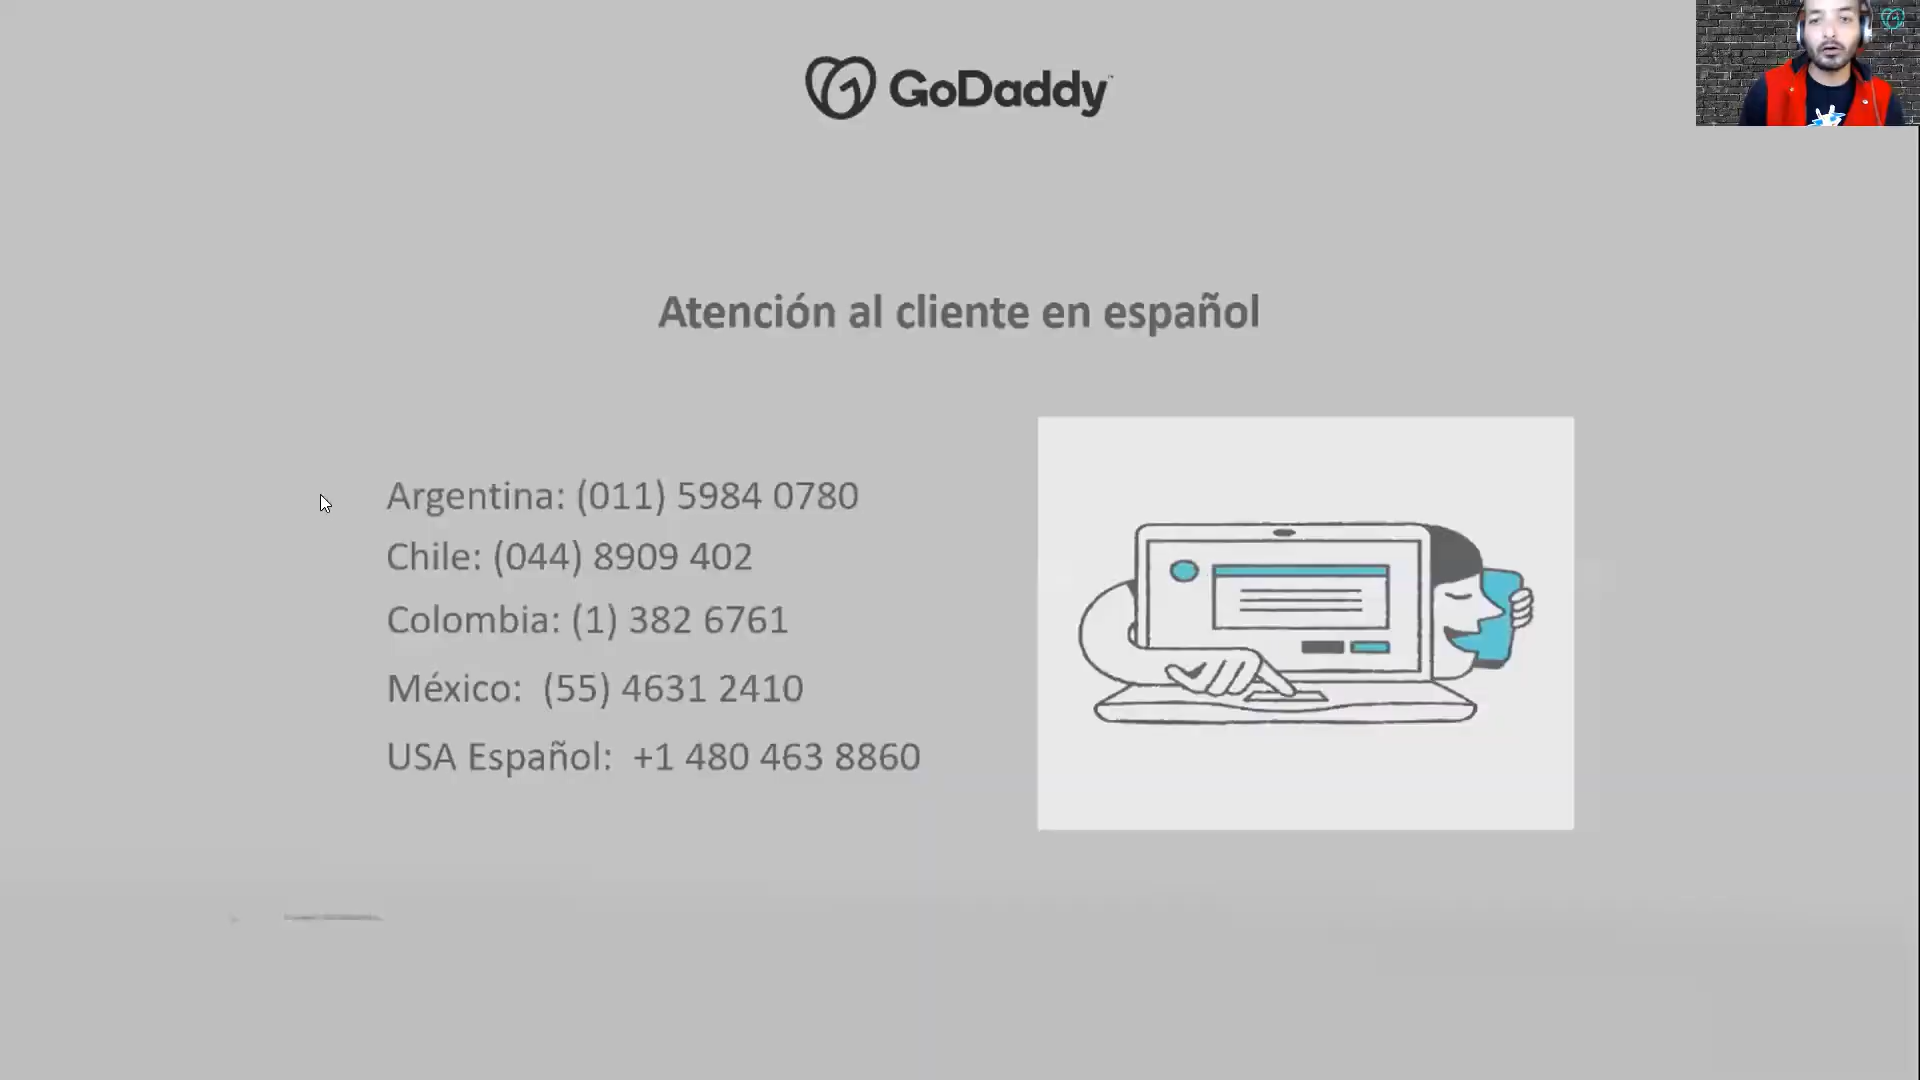 GoDaddy
Atención al cliente en español
Argentina: (011) 5984 0780
Chile: (044) 8909 402
Colombia: (1) 382 6761
México: (55) 4631 2410
USA Español: +1 480 463 8860